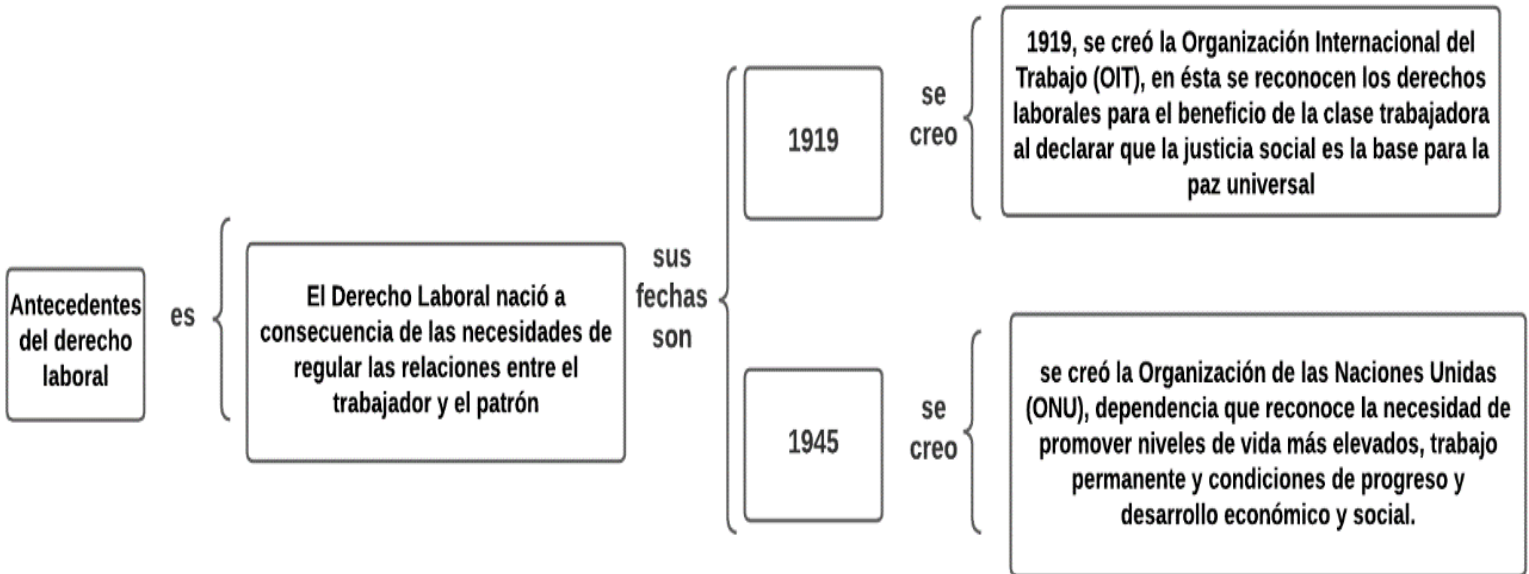 Antecedentes
del derecho
laboral
es
El Derecho Laboral nació a
consecuencia de las necesidades de
regular las relaciones entre el
trabajador y el patrón
sus
fechas
son
1919
se
creo
1919, se creó la Organización Internacional del
Trabajo (OIT), en ésta se reconocen los derechos
laborales para el beneficio de la clase trabajadora
al declarar que la justicia social es la base para la
paz universal
1945
se
creo
se creó la Organización de las Naciones Unidas
(ONU), dependencia que reconoce la necesidad de
promover niveles de vida más elevados, trabajo
permanente y condiciones de progreso y
desarrollo económico y social.